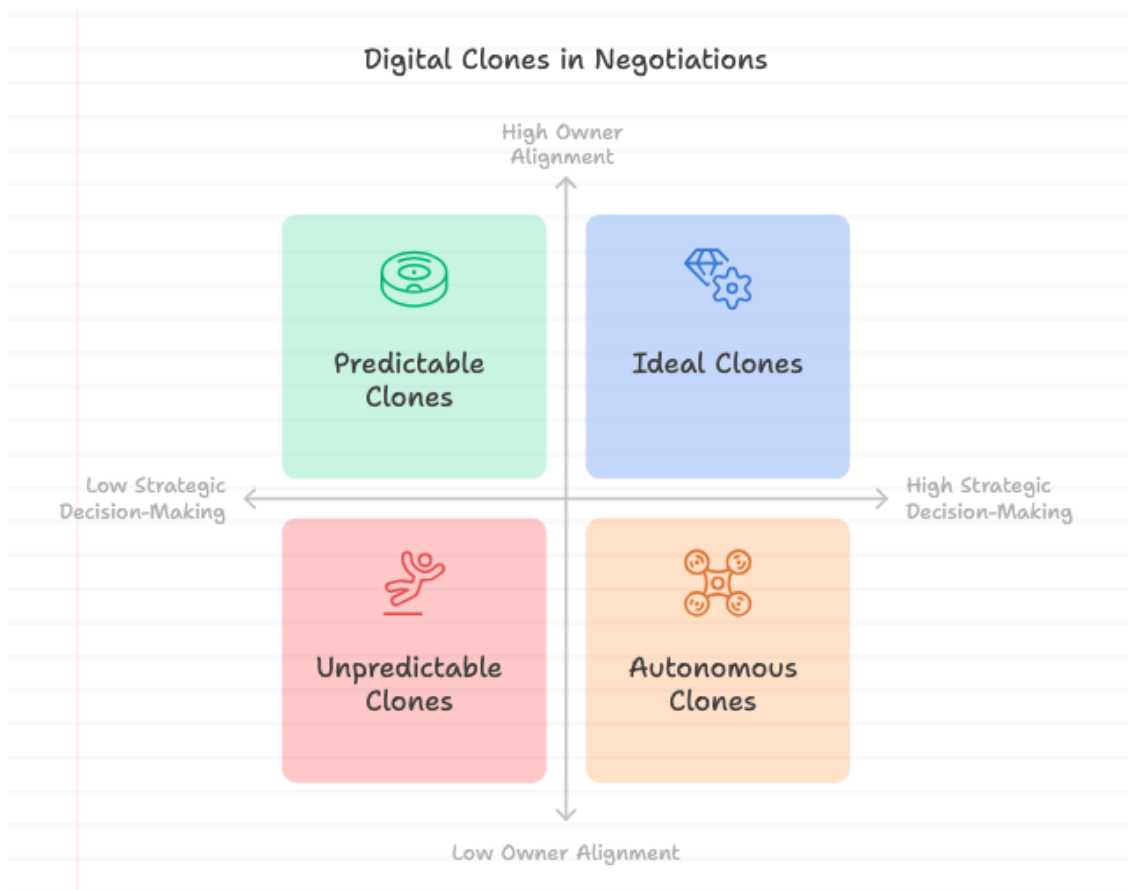 Digital Clones in Negotiations
High Owner
Alignment
Predictable
Clones
Ideal Clones
Low Strategic
Decision-Making
High Strategic
Decision-Making
Unpredictable
Clones
Autonomous
Clones
Low Owner Alignment